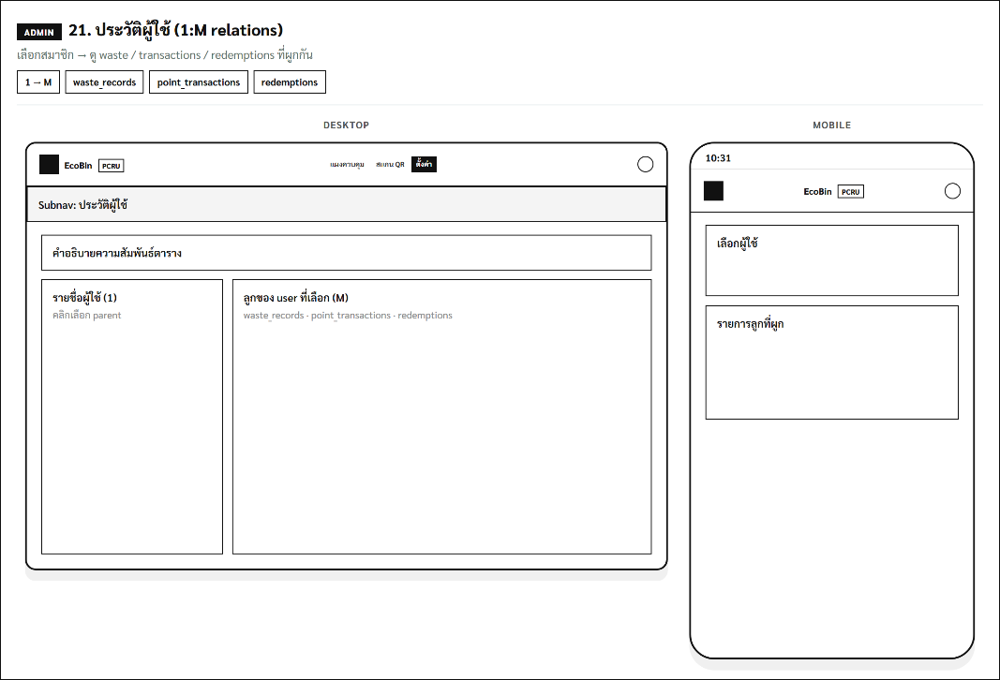 ADMIN 21. ประวัติผู้ใช้ (1:M relations)
เลือกสมาชิก → ดู waste / transactions / redemptions ที่ผูกกัน
1 → M waste_records point_transactions redemptions
DESKTOP
EcoBin PCRU แผงควบคุม สแกน QR ตั้งค่า
Subnav: ประวัติผู้ใช้
คำอธิบายความสัมพันธ์ตาราง
รายชื่อผู้ใช้ (1)
คลิกเลือก parent
ลูกของ user ที่เลือก (M)
waste_records · point_transactions · redemptions
MOBILE
10:31
EcoBin PCRU
เลือกผู้ใช้
รายการลูกที่ผูก